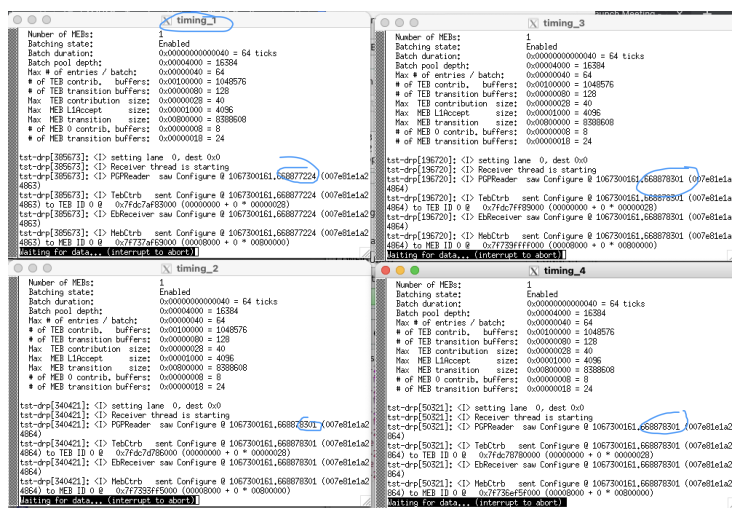 timing_1
Number of MEBs: 1
Batching state: Enabled
Batch duration: 0x00000000000040 = 64 ticks
Batch pool depth: 0x00004000 = 16384
Max # of entries / batch: 0x00000040 = 64
# of TEB contrib. buffers: 0x00100000 = 1048576
# of TEB transition buffers: 0x00000080 = 128
Max TEB contribution size: 0x00000028 = 40
Max MEB L1Accept size: 0x00001000 = 4096
Max MEB transition size: 0x00800000 = 8388608
# of MEB 0 contrib. buffers: 0x00000008 = 8
# of MEB transition buffers: 0x00000018 = 24
tst-drp[385673]: <I> setting lane 0, dest 0x0
tst-drp[385673]: <I> Receiver thread is starting
tst-drp[385673]: <I> PGPReader saw Configure @ 1067300161.668877224 (007e81e1a2
4863)
tst-drp[385673]: <I> TebCtrb sent Configure @ 1067300161.668877224 (007e81e1a2
4863) to TEB ID 0 @ 0x7fdc7af83000 (00000000 + 0 * 00000028)
tst-drp[385673]: <I> EbReceiver saw Configure @ 1067300161.668877224 (007e81e1a2
4863)
tst-drp[385673]: <I> MebCtrb sent Configure @ 1067300161.668877224 (007e81e1a2
4863) to MEB ID 0 @ 0x7f737af69000 (00008000 + 0 * 00800000)
Waiting for data... (interrupt to abort)
timing_3
Number of MEBs: 1
Batching state: Enabled
Batch duration: 0x00000000000040 = 64 ticks
Batch pool depth: 0x00004000 = 16384
Max # of entries / batch: 0x00000040 = 64
# of TEB contrib. buffers: 0x00100000 = 1048576
# of TEB transition buffers: 0x00000080 = 128
Max TEB contribution size: 0x00000028 = 40
Max MEB L1Accept size: 0x00001000 = 4096
Max MEB transition size: 0x00800000 = 8388608
# of MEB 0 contrib. buffers: 0x00000008 = 8
# of MEB transition buffers: 0x00000018 = 24
tst-drp[196720]: <I> setting lane 0, dest 0x0
tst-drp[196720]: <I> Receiver thread is starting
tst-drp[196720]: <I> PGPReader saw Configure @ 1067300161.668878301 (007e81e1a
4864)
tst-drp[196720]: <I> TebCtrb sent Configure @ 1067300161.668878301 (007e81e1a
4864) to TEB ID 0 @ 0x7fdc7ff89000 (00000000 + 0 * 00000028)
tst-drp[196720]: <I> EbReceiver saw Configure @ 1067300161.668878301 (007e81e1a
4864)
tst-drp[196720]: <I> MebCtrb sent Configure @ 1067300161.668878301 (007e81e1a
4864) to MEB ID 0 @ 0x7f739ffff000 (00008000 + 0 * 00800000)
Waiting for data... (interrupt to abort)
timing_2
Number of MEBs: 1
Batching state: Enabled
Batch duration: 0x00000000000040 = 64 ticks
Batch pool depth: 0x00004000 = 16384
Max # of entries / batch: 0x00000040 = 64
# of TEB contrib. buffers: 0x00100000 = 1048576
# of TEB transition buffers: 0x00000080 = 128
Max TEB contribution size: 0x00000028 = 40
Max MEB L1Accept size: 0x00001000 = 4096
Max MEB transition size: 0x00800000 = 8388608
# of MEB 0 contrib. buffers: 0x00000008 = 8
# of MEB transition buffers: 0x00000018 = 24
tst-drp[340421]: <I> setting lane 0, dest 0x0
tst-drp[340421]: <I> Receiver thread is starting
tst-drp[340421]: <I> PGPReader saw Configure @ 1067300161.668878301 (007e81e1a2
4864)
tst-drp[340421]: <I> TebCtrb sent Configure @ 1067300161.668878301 (007e81e1a2
4864) to TEB ID 0 @ 0x7fdc7d786000 (00000000 + 0 * 00000028)
tst-drp[340421]: <I> EbReceiver saw Configure @ 1067300161.668878301 (007e81e1a2
4864)
tst-drp[340421]: <I> MebCtrb sent Configure @ 1067300161.668878301 (007e81e1a2
4864) to MEB ID 0 @ 0x7f7393ff5000 (00008000 + 0 * 00800000)
Waiting for data... (interrupt to abort)
timing_4
Number of MEBs: 1
Batching state: Enabled
Batch duration: 0x00000000000040 = 64 ticks
Batch pool depth: 0x00004000 = 16384
Max # of entries / batch: 0x00000040 = 64
# of TEB contrib. buffers: 0x00100000 = 1048576
# of TEB transition buffers: 0x00000080 = 128
Max TEB contribution size: 0x00000028 = 40
Max MEB L1Accept size: 0x00001000 = 4096
Max MEB transition size: 0x00800000 = 8388608
# of MEB 0 contrib. buffers: 0x00000008 = 8
# of MEB transition buffers: 0x00000018 = 24
tst-drp[50321]: <I> setting lane 0, dest 0x0
tst-drp[50321]: <I> Receiver thread is starting
tst-drp[50321]: <I> PGPReader saw Configure @ 1067300161.668878301 (007e81e1a2
864)
tst-drp[50321]: <I> TebCtrb sent Configure @ 1067300161.668878301 (007e81e1a2
864) to TEB ID 0 @ 0x7fdc78780000 (00000000 + 0 * 00000028)
tst-drp[50321]: <I> EbReceiver saw Configure @ 1067300161.668878301 (007e81e1a2
864)
tst-drp[50321]: <I> MebCtrb sent Configure @ 1067300161.668878301 (007e81e1a2
864) to MEB ID 0 @ 0x7f736ef5f000 (00008000 + 0 * 00800000)
Waiting for data... (interrupt to abort)